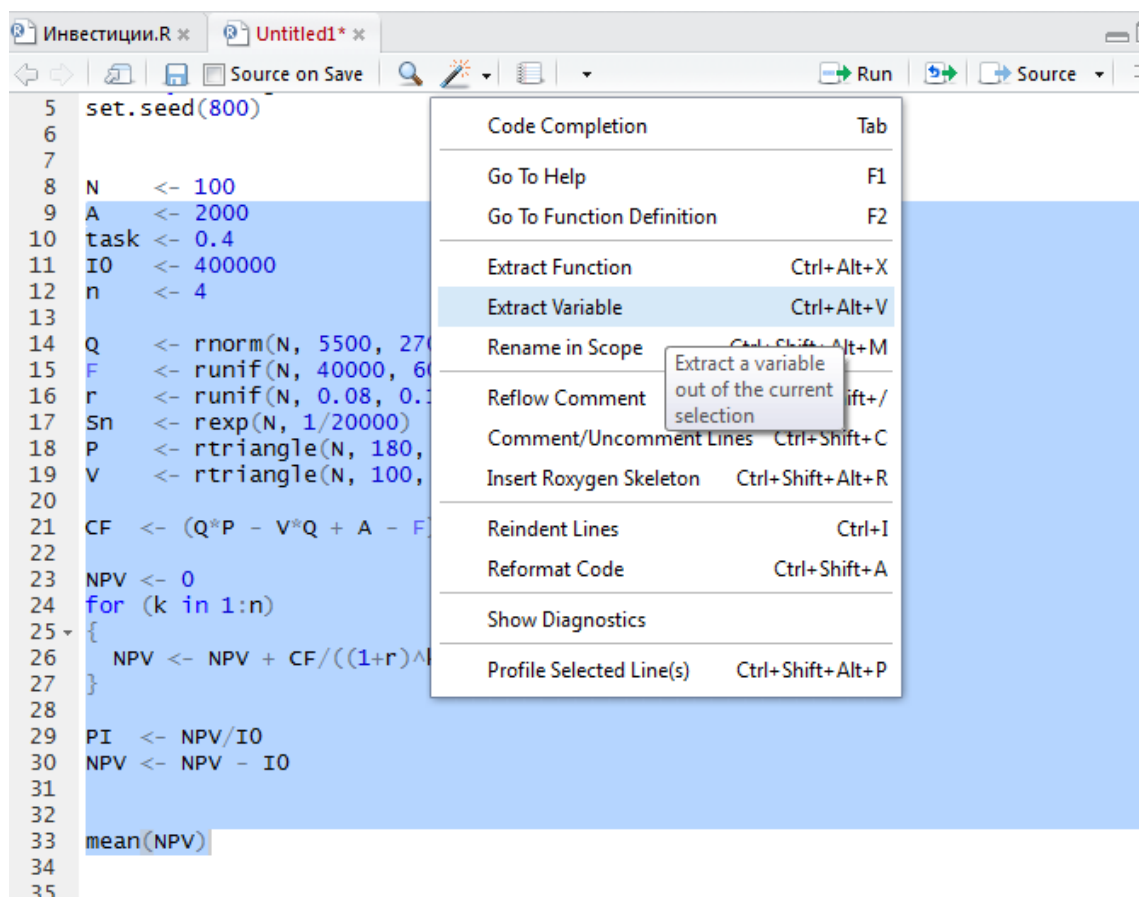 Инвестиции.R
Untitled1*
Source on Save
Run
Source
5 set.seed(800)
6
7
8 N <- 100
9 A <- 2000
10 task <- 0.4
11 I0 <- 400000
12 n <- 4
13
14 Q <- rnorm(N, 5500,
15 F <- runif(N, 40000,
16 r <- runif(N, 0.08,
17 Sn <- rexp(N, 1/20000)
18 P <- rtriangle(N, 180,
19 V <- rtriangle(N, 100,
20
21 CF <- (Q*P - V*Q + A - F)
22
23 NPV <- 0
24 for (k in 1:n)
25 {
26 NPV <- NPV + CF/((1+r)^
27 }
28
29 PI <- NPV/I0
30 NPV <- NPV - I0
31
32
33 mean(NPV)
34
35
Code Completion Tab
Go To Help F1
Go To Function Definition F2
Extract Function Ctrl+Alt+X
Extract Variable Ctrl+Alt+V
Rename in Scope Ctrl+Shift+Alt+M
Reflow Comment
Comment/Uncomment Lines Ctrl+Shift+C
Insert Roxygen Skeleton Ctrl+Shift+Alt+R
Reindent Lines Ctrl+I
Reformat Code Ctrl+Shift+A
Show Diagnostics
Profile Selected Line(s) Ctrl+Shift+Alt+P
Extract a variable
out of the current
selection